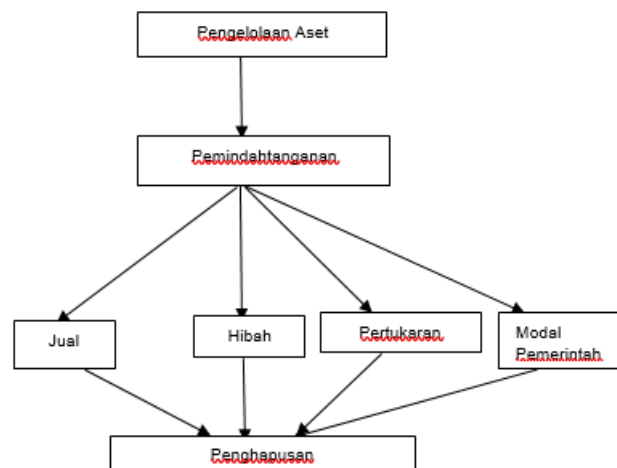 Pengelolaan Aset
Pemindahtanganan
Jual
Hibah
Pertukaran
Modal
Pemerintah
Penghapusan